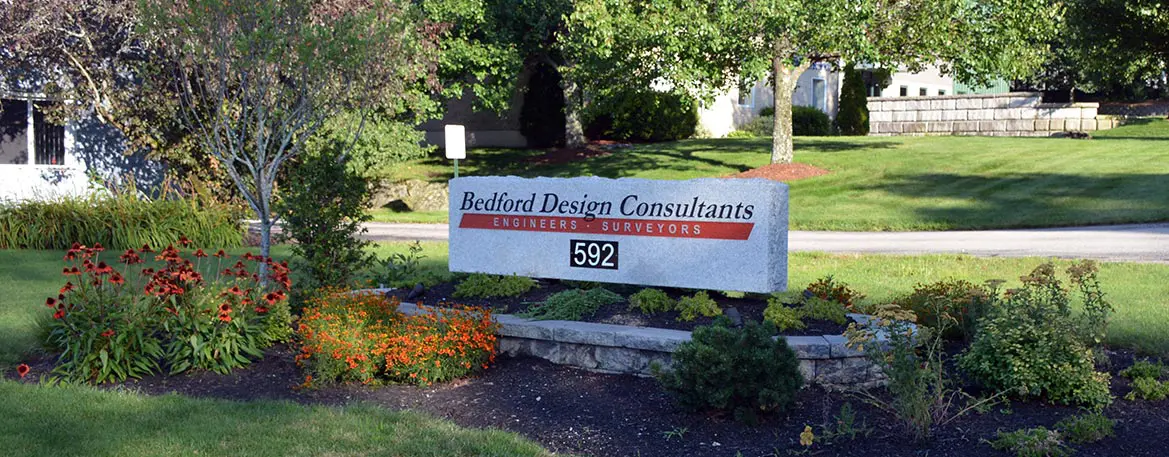 Bedford Design Consultants
ENGINEERS · SURVEYORS
592